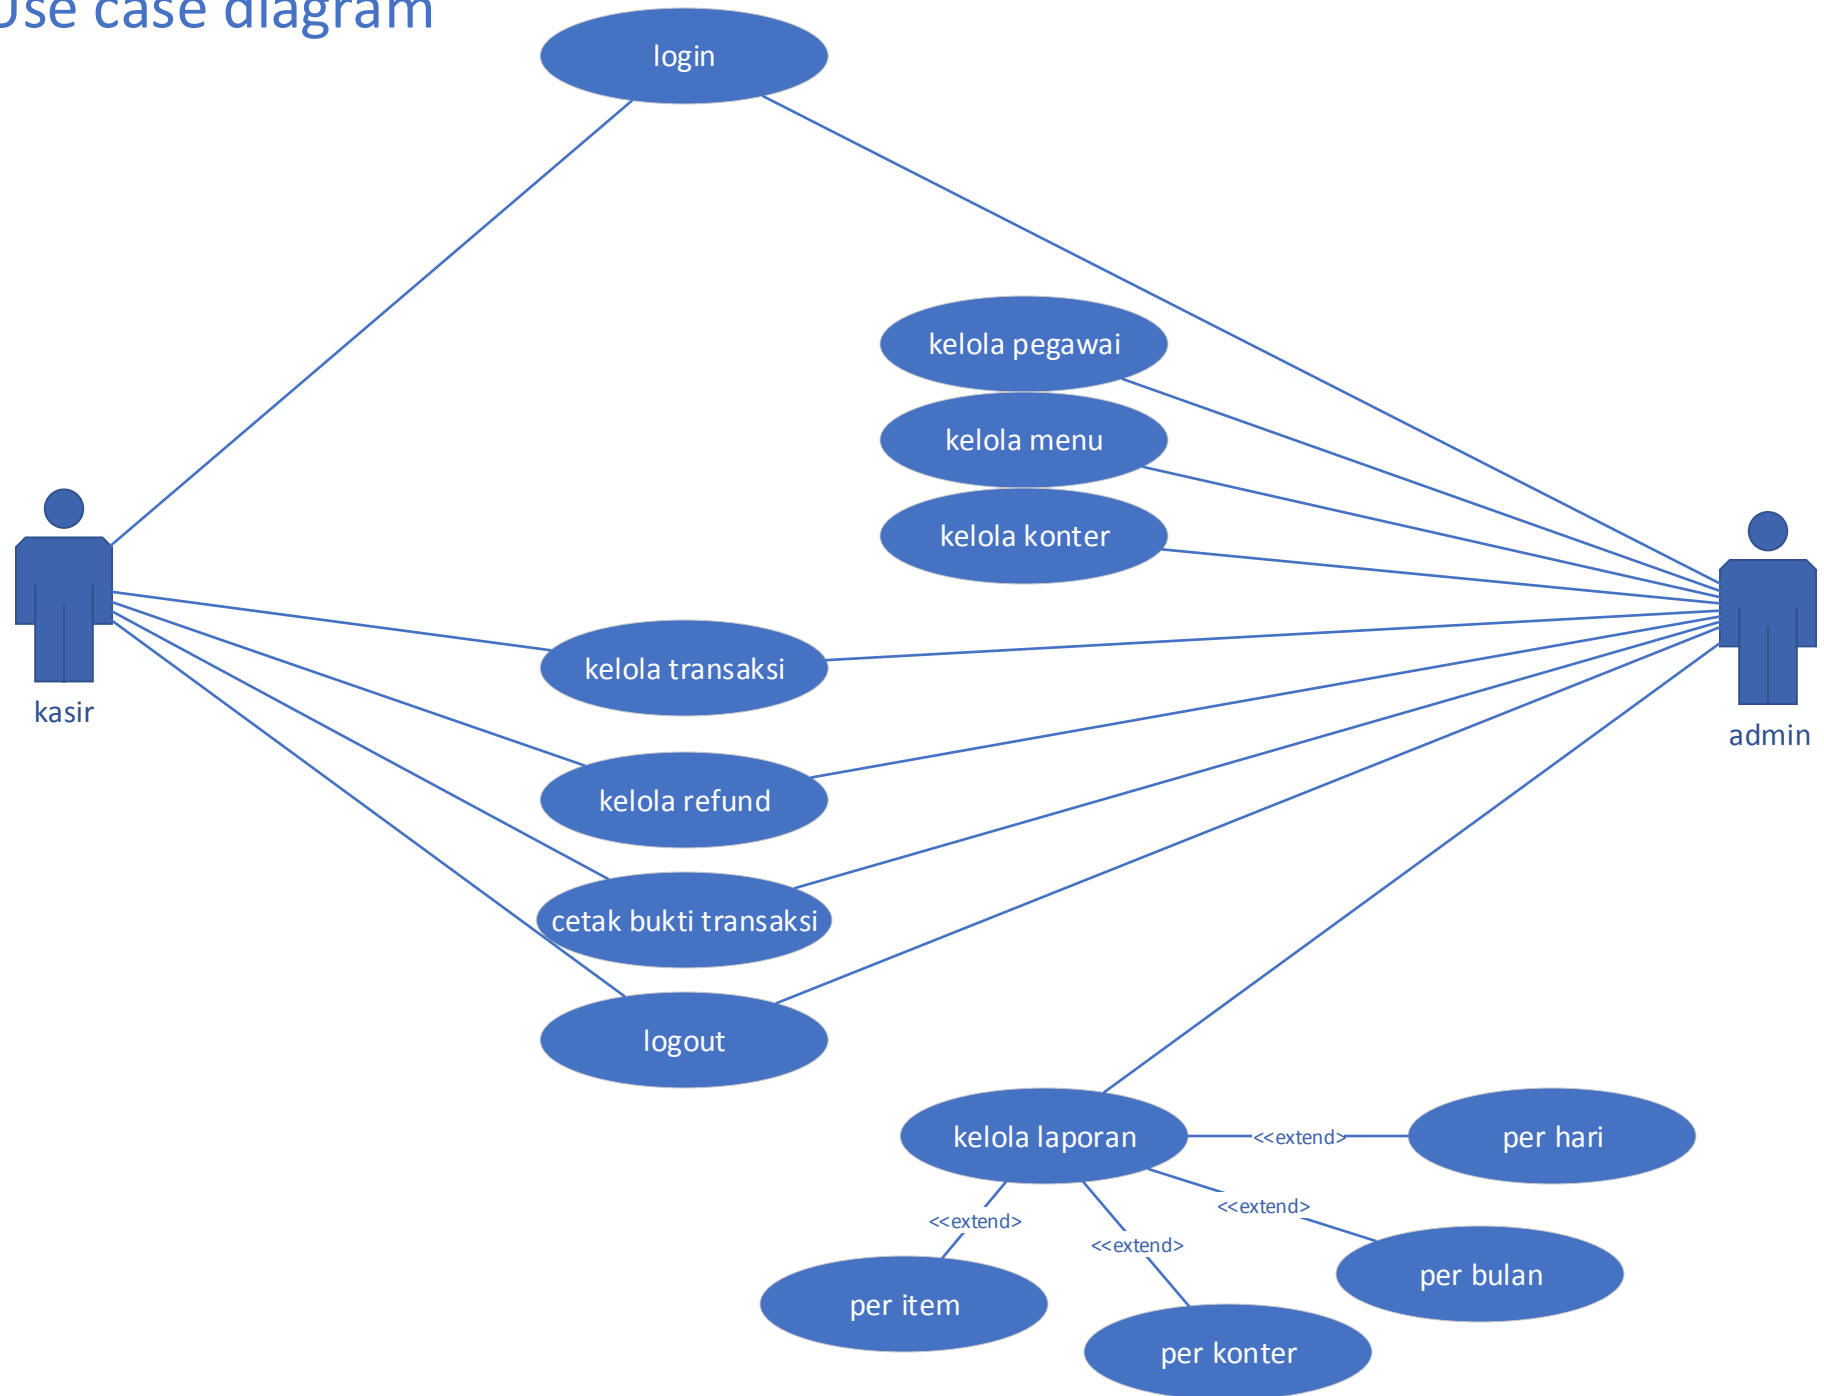 Use case diagram
login
kelola pegawai
kelola menu
kelola konter
kasir
kelola transaksi
admin
kelola refund
cetak bukti transaksi
logout
kelola laporan
<<extend>
per hari
<<extend>
<<extend>
<<extend>
per bulan
per item
per konter